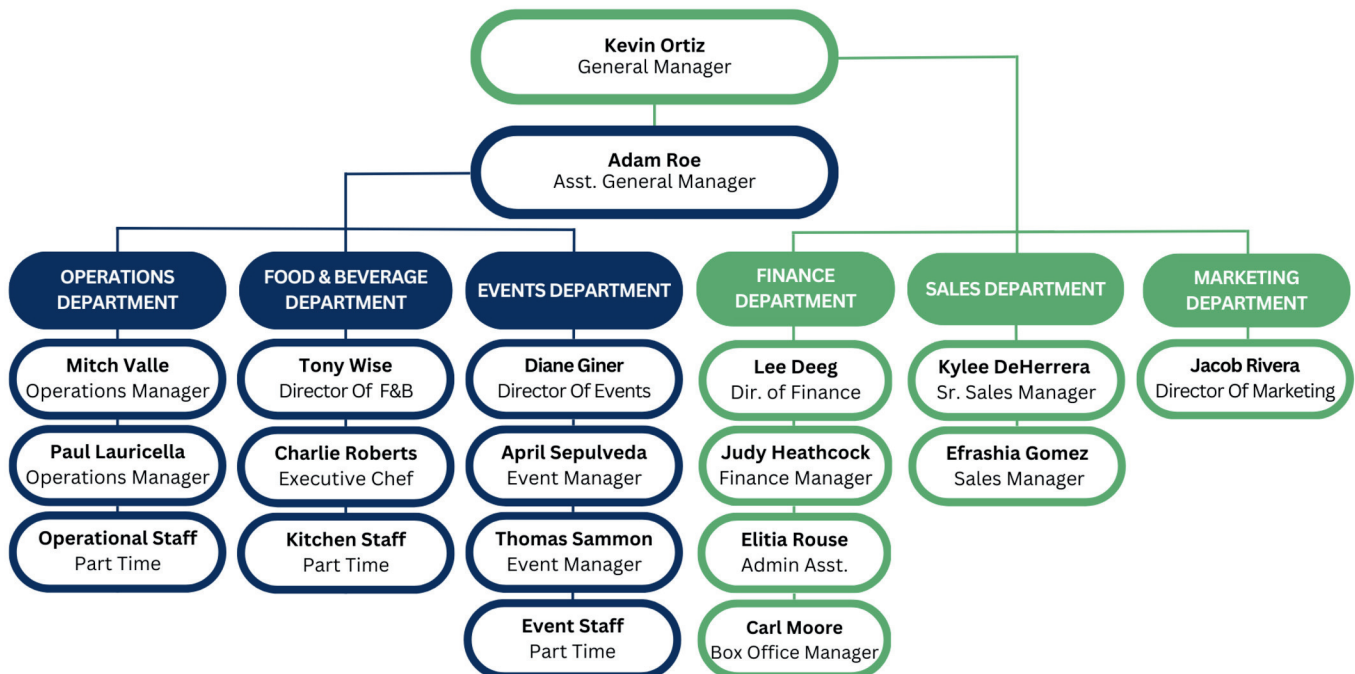 Kevin Ortiz
General Manager
Adam Roe
Asst. General Manager
OPERATIONS
DEPARTMENT
Mitch Valle
Operations Manager
Paul Lauricella
Operations Manager
Operational Staff
Part Time
FOOD & BEVERAGE
DEPARTMENT
Tony Wise
Director Of F&B
Charlie Roberts
Executive Chef
Kitchen Staff
Part Time
EVENTS DEPARTMENT
Diane Giner
Director Of Events
April Sepulveda
Event Manager
Thomas Sammon
Event Manager
Event Staff
Part Time
FINANCE
DEPARTMENT
Lee Deeg
Dir. of Finance
Judy Heathcock
Finance Manager
Elitia Rouse
Admin Asst.
Carl Moore
Box Office Manager
SALES DEPARTMENT
Kylee DeHerrera
Sr. Sales Manager
Efrashia Gomez
Sales Manager
MARKETING
DEPARTMENT
Jacob Rivera
Director Of Marketing